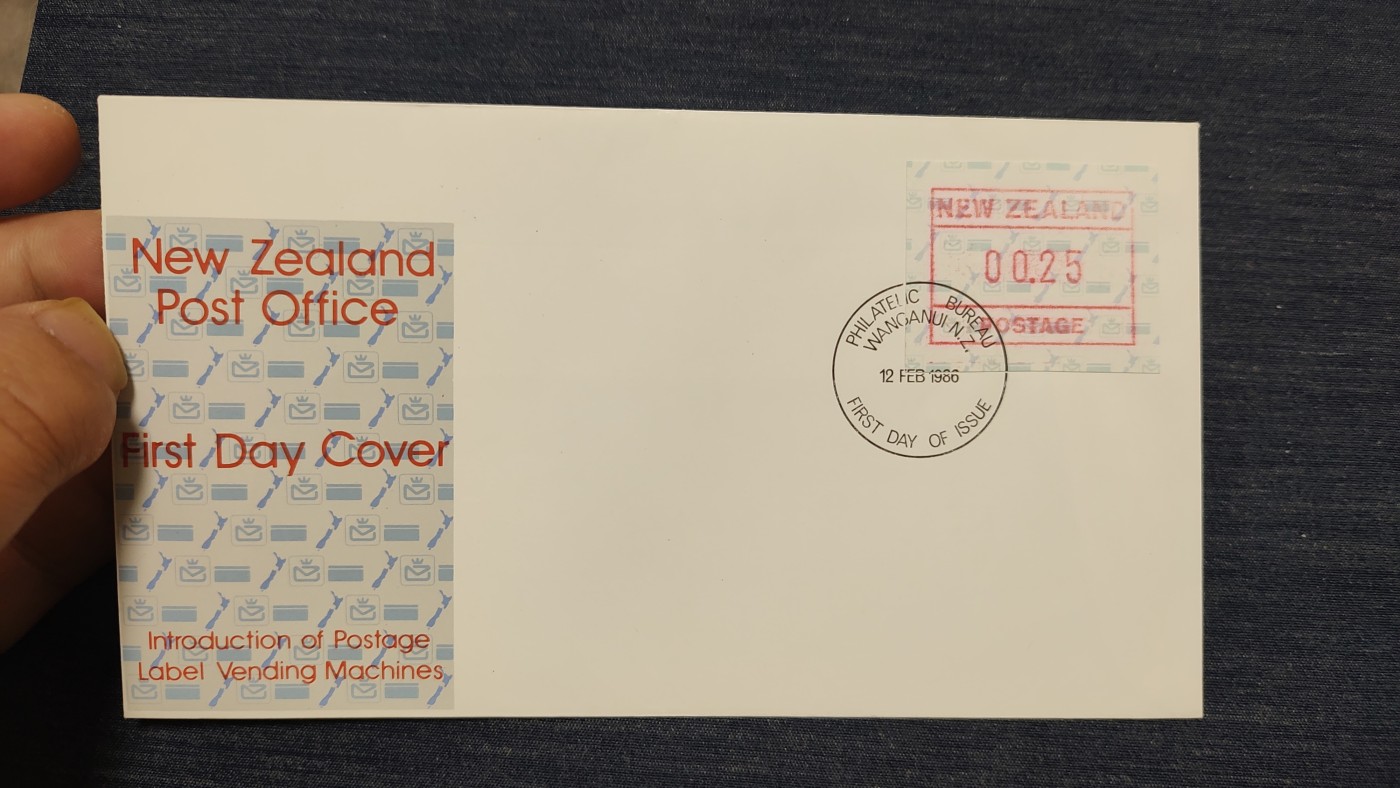 New Zealand
Post Office
First Day Cover
Introduction of Postage
Label Vending Machines
NEW ZEALAND
00.25
POSTAGE
PHILATELIC BUREAU
WANGANUI N.Z.
12 FEB 1986
FIRST DAY OF ISSUE